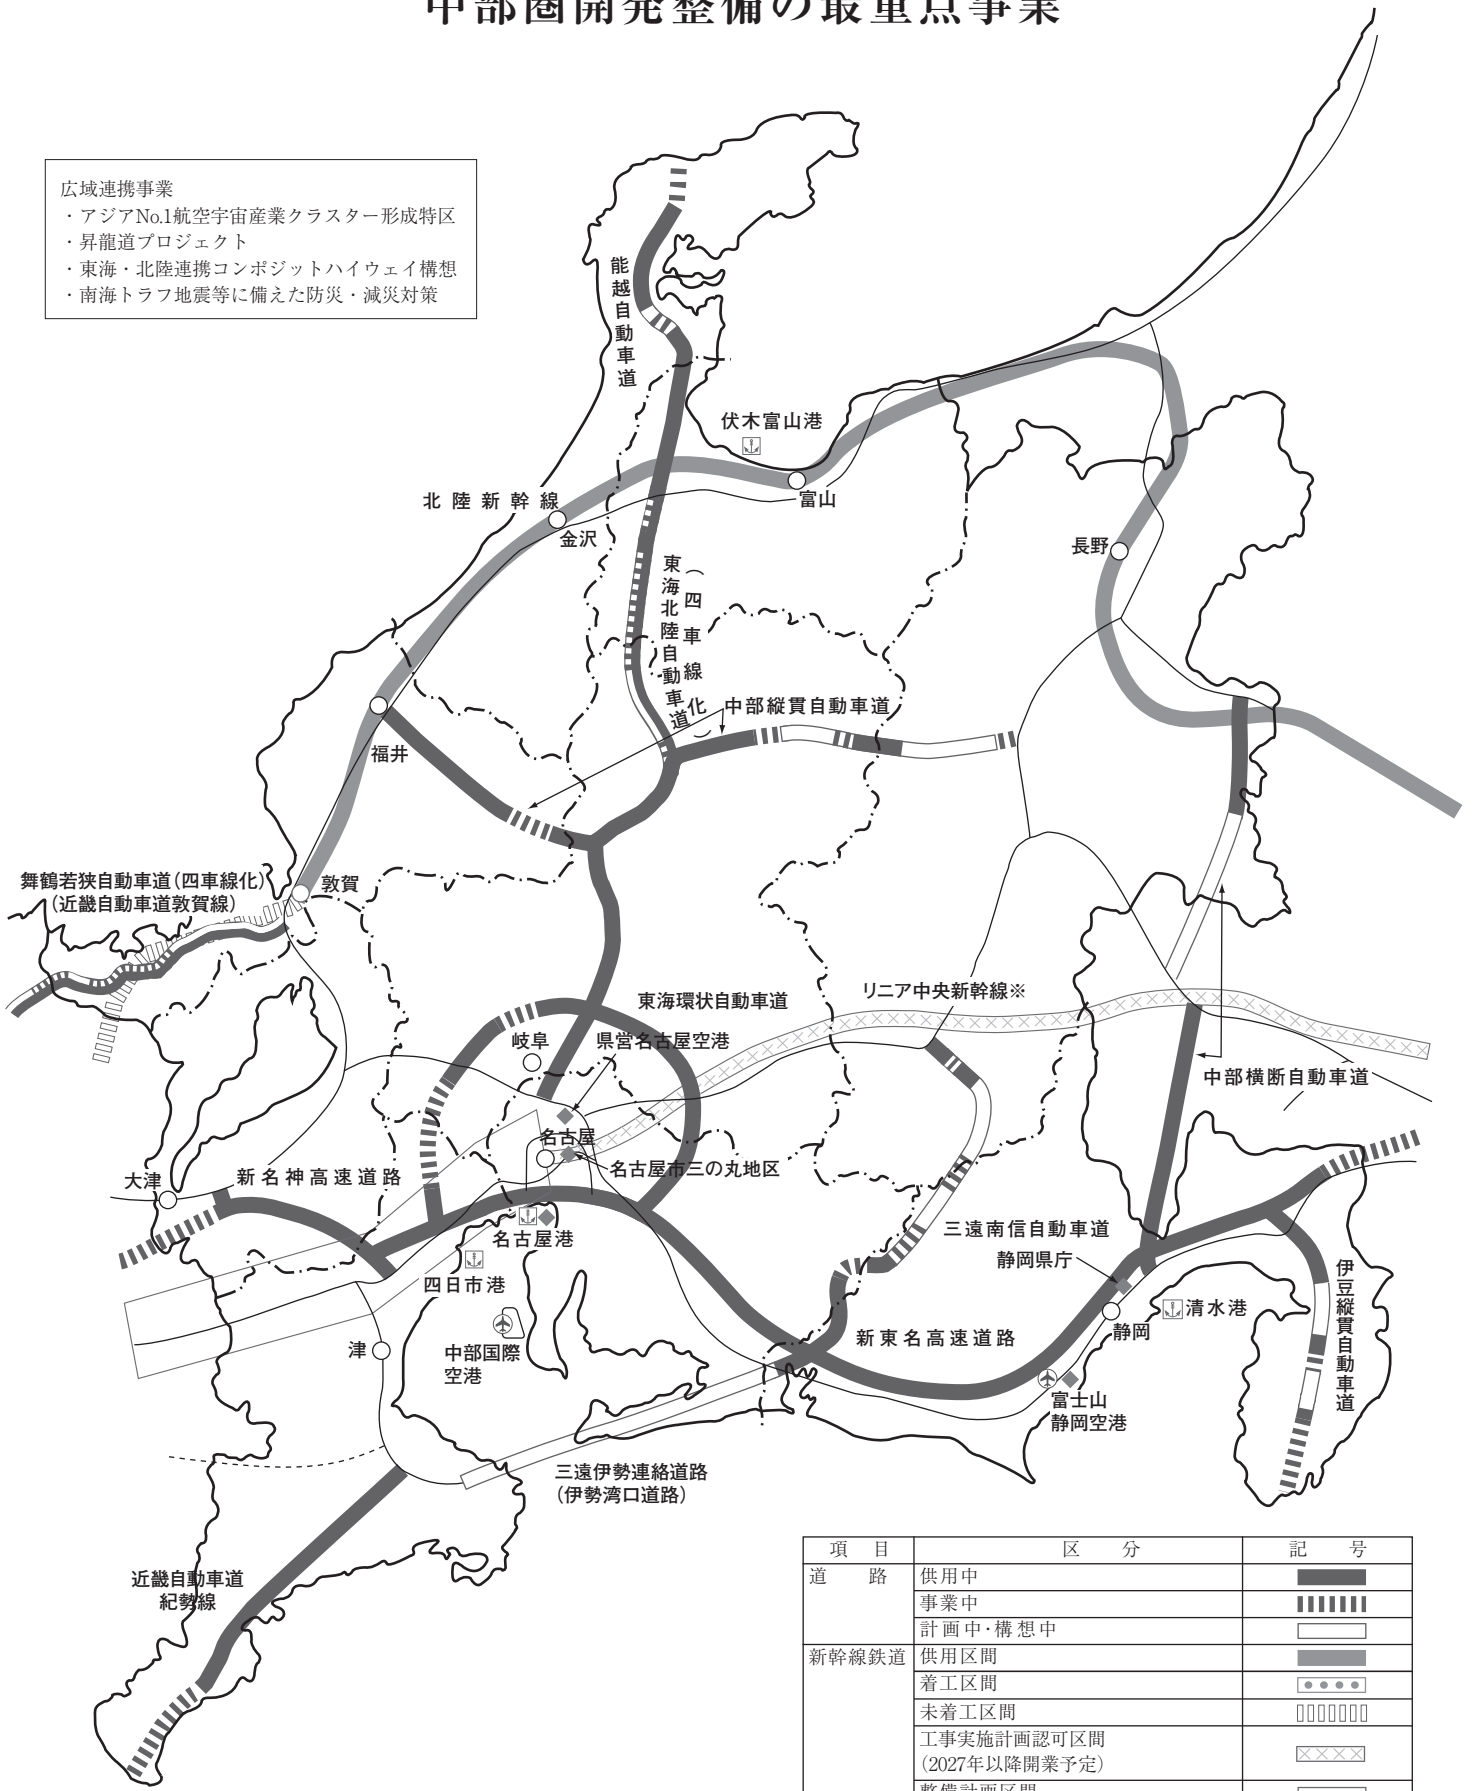 中部圏開発整備の最重点事業
広域連携事業
・アジアNo.1航空宇宙産業クラスター形成特区
・昇龍道プロジェクト
・東海・北陸連携コンポジットハイウェイ構想
・南海トラフ地震等に備えた防災・減災対策
能越自動車道
伏木富山港
富山
北陸新幹線
金沢
長野
東海北陸自動車道
（四車線化）
中部縦貫自動車道
福井
舞鶴若狭自動車道(四車線化)
(近畿自動車道敦賀線)
敦賀
東海環状自動車道
リニア中央新幹線※
岐阜
県営名古屋空港
中部横断自動車道
名古屋
名古屋市三の丸地区
大津
新名神高速道路
名古屋港
四日市港
三遠南信自動車道
静岡県庁
清水港
静岡
伊豆縦貫自動車道
新東名高速道路
津
中部国際
空港
富士山
静岡空港
三遠伊勢連絡道路
(伊勢湾口道路)
近畿自動車道
紀勢線
項目 区分 記号
道路 供用中
事業中
計画中･構想中
新幹線鉄道 供用区間
着工区間
未着工区間
工事実施計画認可区間
(2027年以降開業予定)
整備計画区間